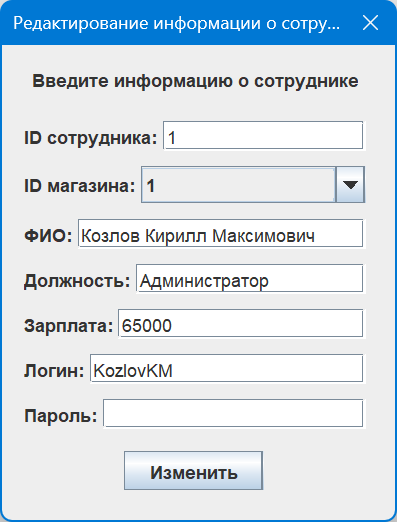 Редактирование информации о сотру...
Введите информацию о сотруднике
ID сотрудника: 1
ID магазина: 1
ФИО: Козлов Кирилл Максимович
Должность: Администратор
Зарплата: 65000
Логин: KozlovKM
Пароль:
Изменить